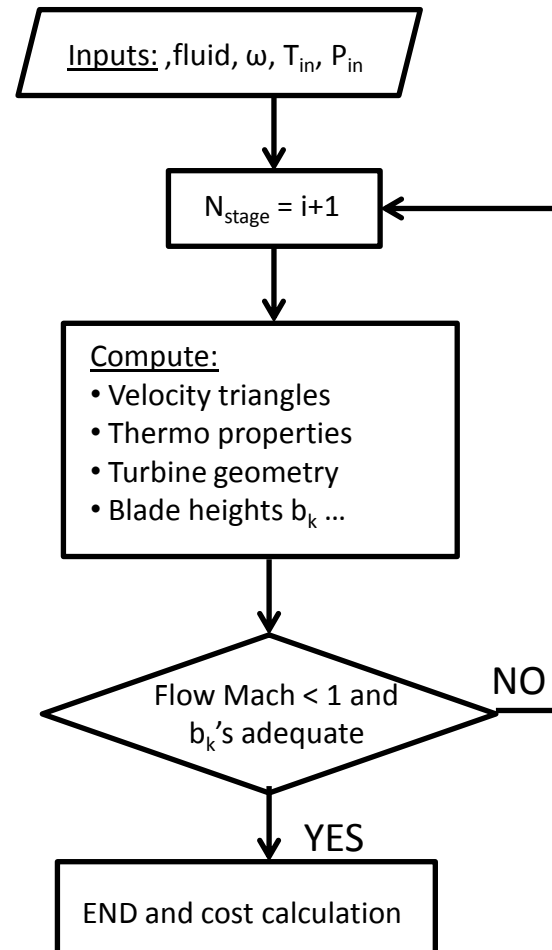 Inputs: ,fluid, ω, T_in, P_in
N_stage = i+1
Compute:
• Velocity triangles
• Thermo properties
• Turbine geometry
• Blade heights b_k ...
Flow Mach < 1 and
b_k's adequate
NO
YES
END and cost calculation